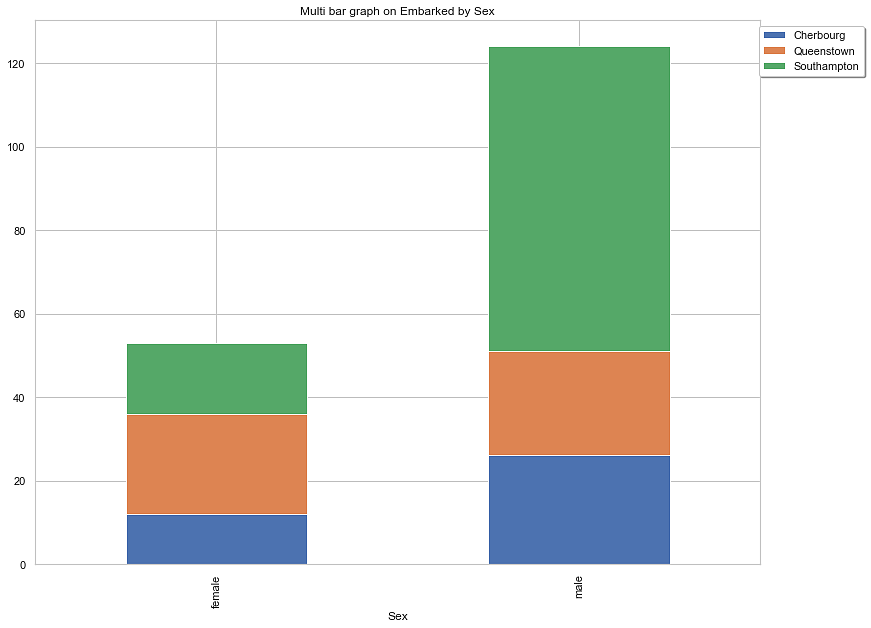 Multi bar graph on Embarked by Sex
Cherbourg
Queenstown
Southampton
120
100
80
60
40
20
0
female
male
Sex